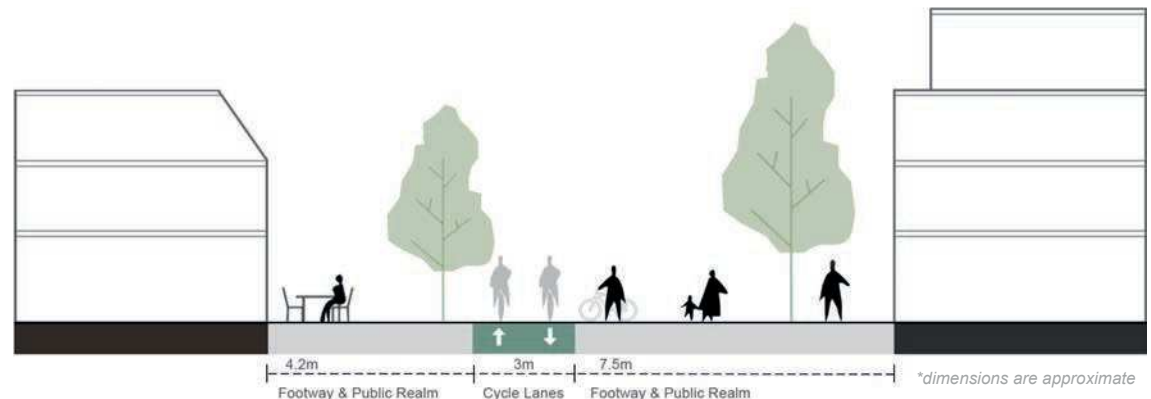 4.2m 3m 7.5m
Footway & Public Realm Cycle Lanes Footway & Public Realm
*dimensions are approximate